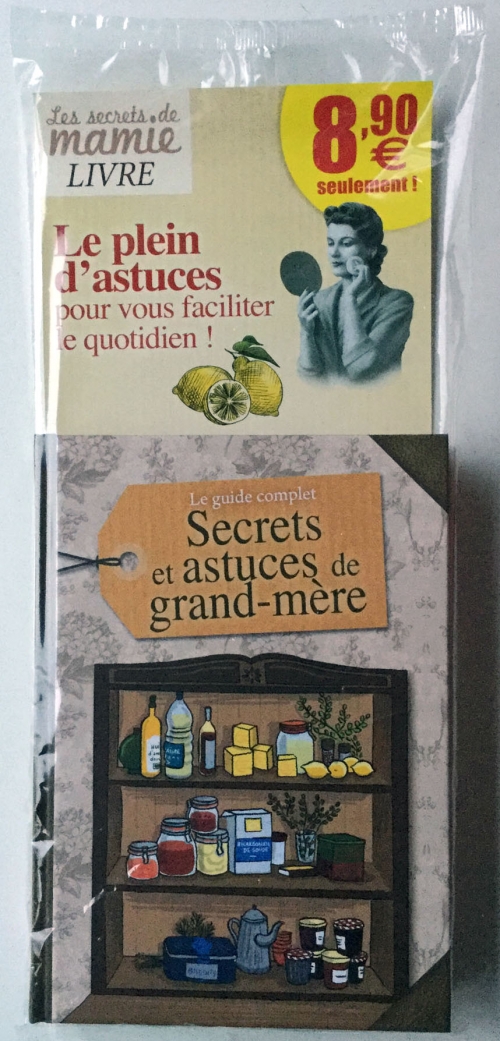 Les secrets de
mamie
LIVRE
8,90
€
seulement !
Le plein
d'astuces
pour vous faciliter
le quotidien !
Le guide complet
Secrets
et astuces de
grand-mère
BICARBONATE
DE SOUDE